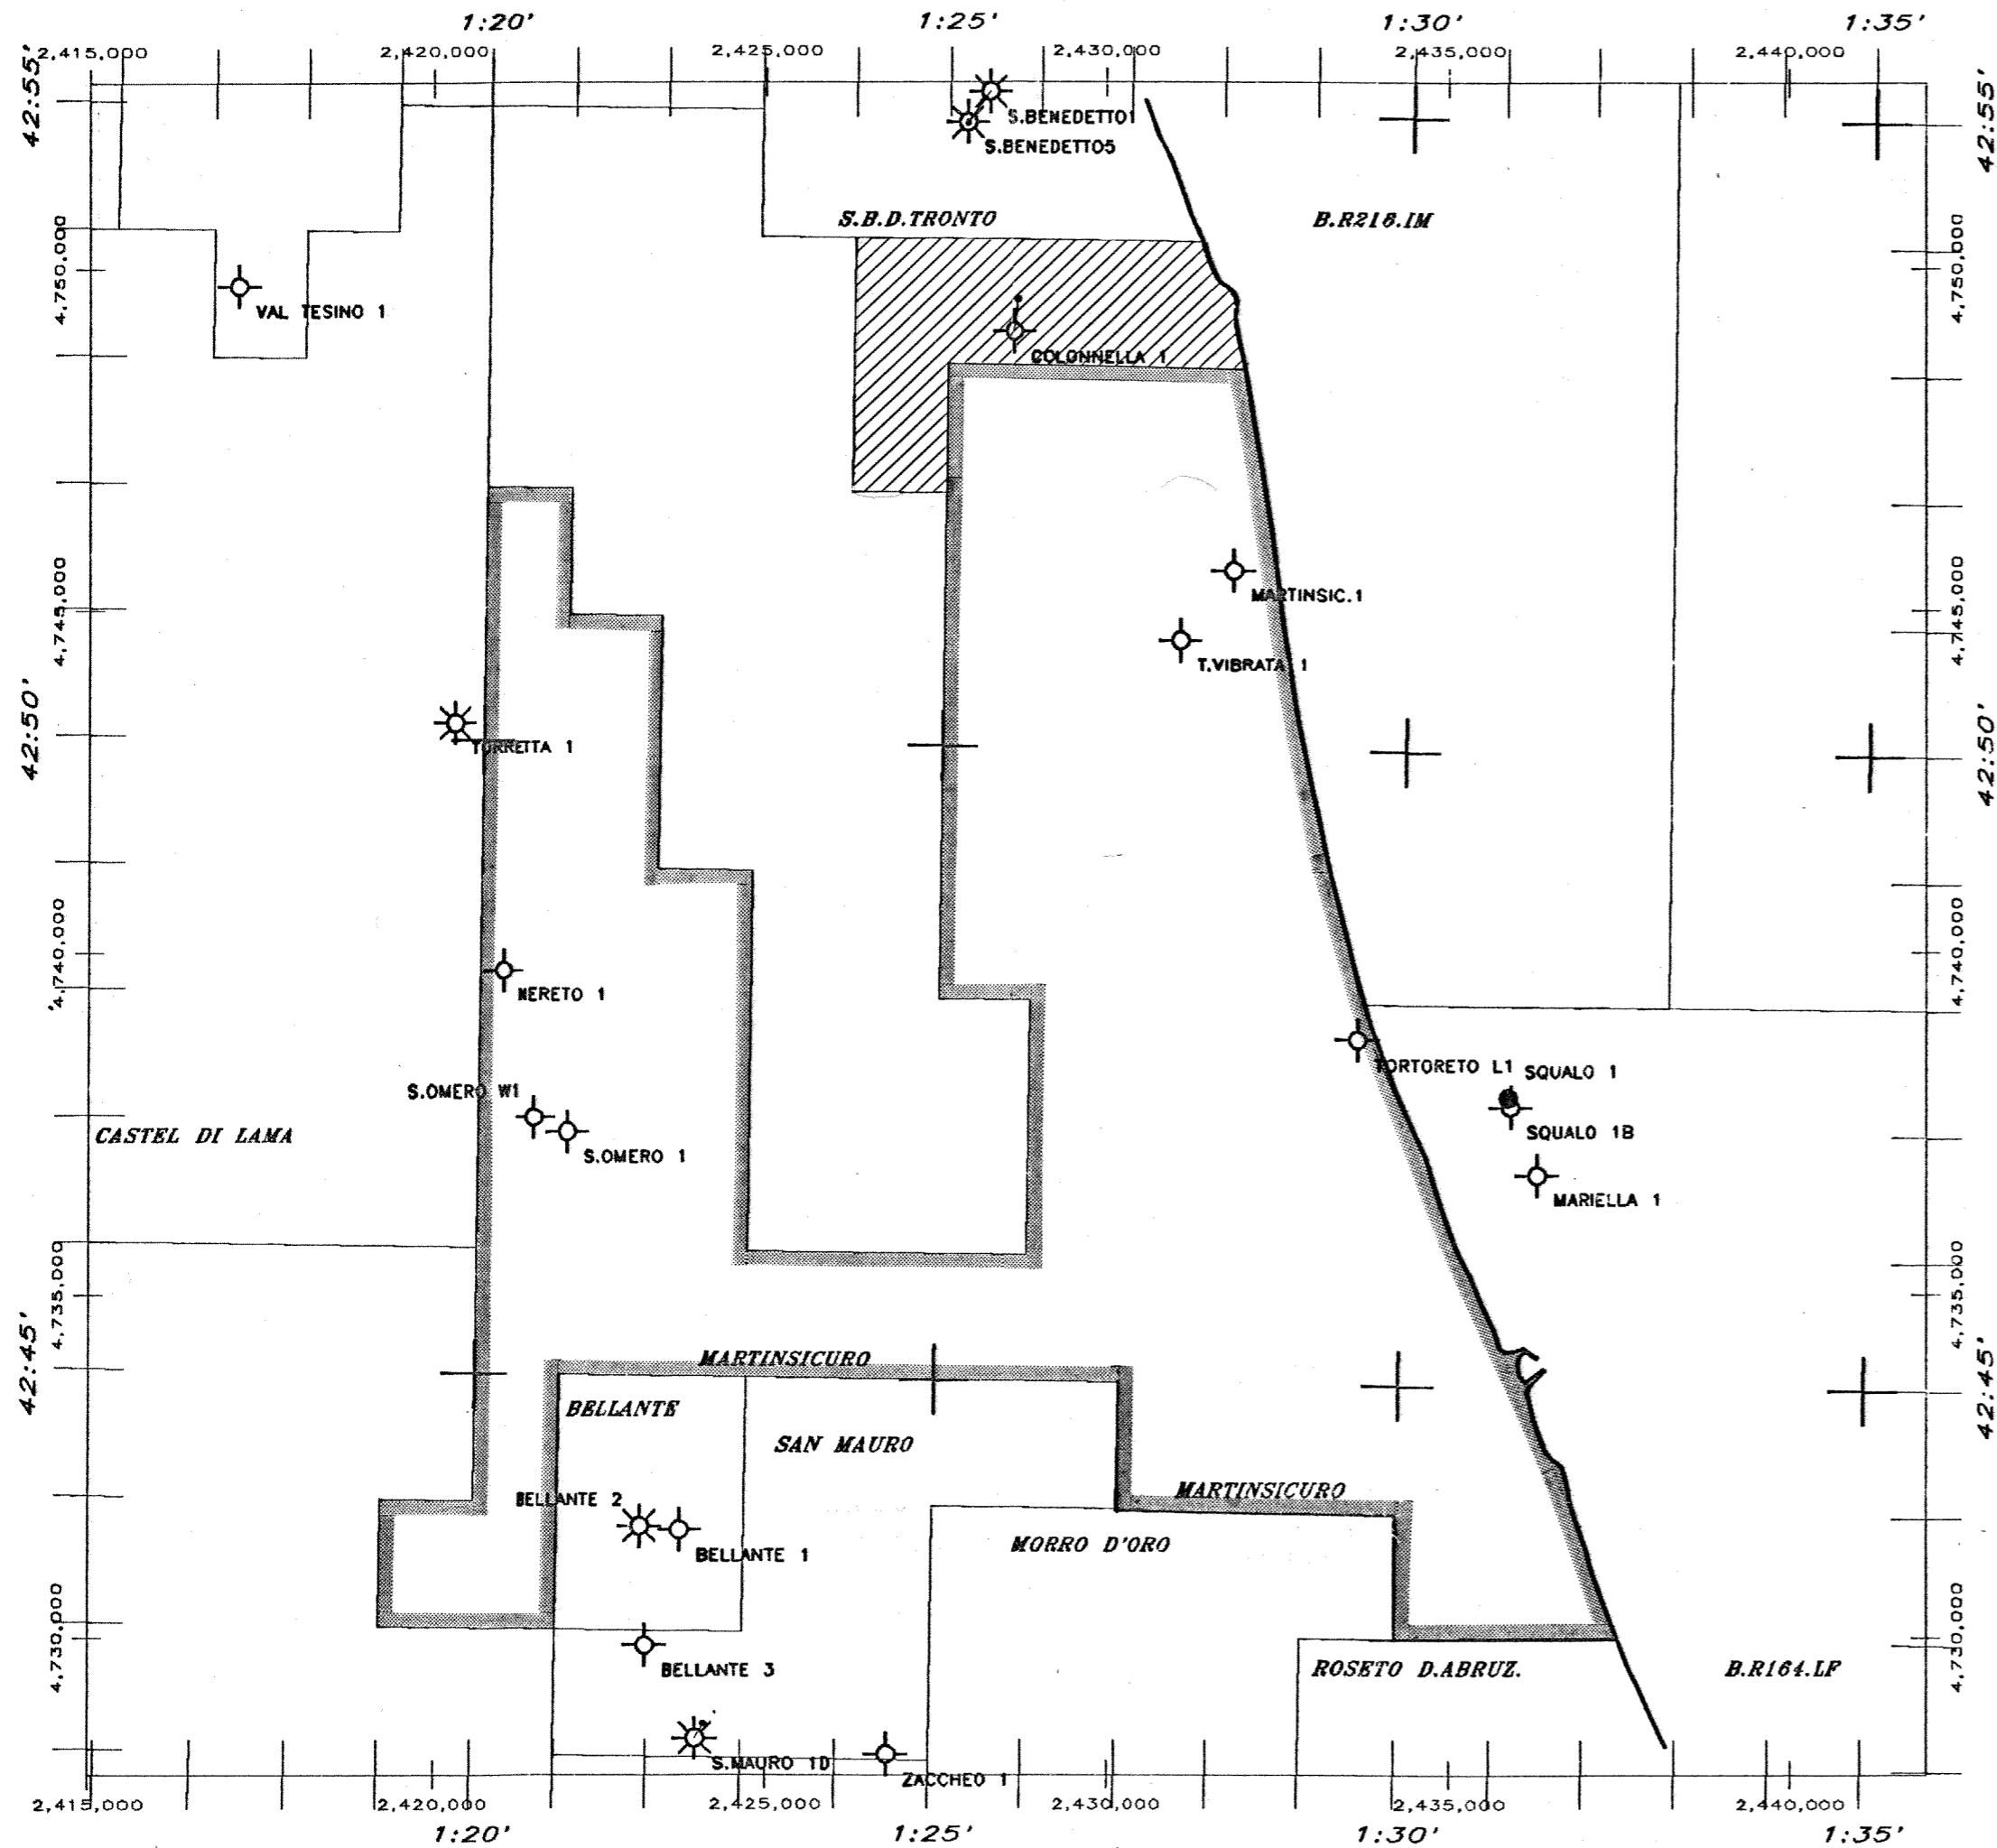 1:20' 1:25' 1:30' 1:35'
2,415,000 2,420,000 2,425,000 2,430,000 2,435,000 2,440,000
42:55' 42:55'
S.BENEDETTO1
S.BENEDETTO5
S.B.D.TRONTO B.R216.IM
4,750,000 4,750,000
VAL TESINO 1
COLONNELLA 1
4,745,000 4,745,000
MARTINSIC.1
T.VIBRATA 1
42:50' 42:50'
TORRETTA 1
4,740,000 4,740,000
NERETO 1
TORTORETO L1 SQUALO 1
S.OMERO W1
SQUALO 1B
CASTEL DI LAMA
S.OMERO 1
MARIELLA 1
4,735,000 4,735,000
42:45' 42:45'
MARTINSICURO
BELLANTE
SAN MAURO
MARTINSICURO
BELLANTE 2
MORRO D'ORO
BELLANTE 1
4,730,000 4,730,000
BELLANTE 3 ROSETO D.ABRUZ. B.R164.LF
S.MAURO 1D
ZACCHEO 1
2,415,000 2,420,000 2,425,000 2,430,000 2,435,000 2,440,000
1:20' 1:25' 1:30' 1:35'